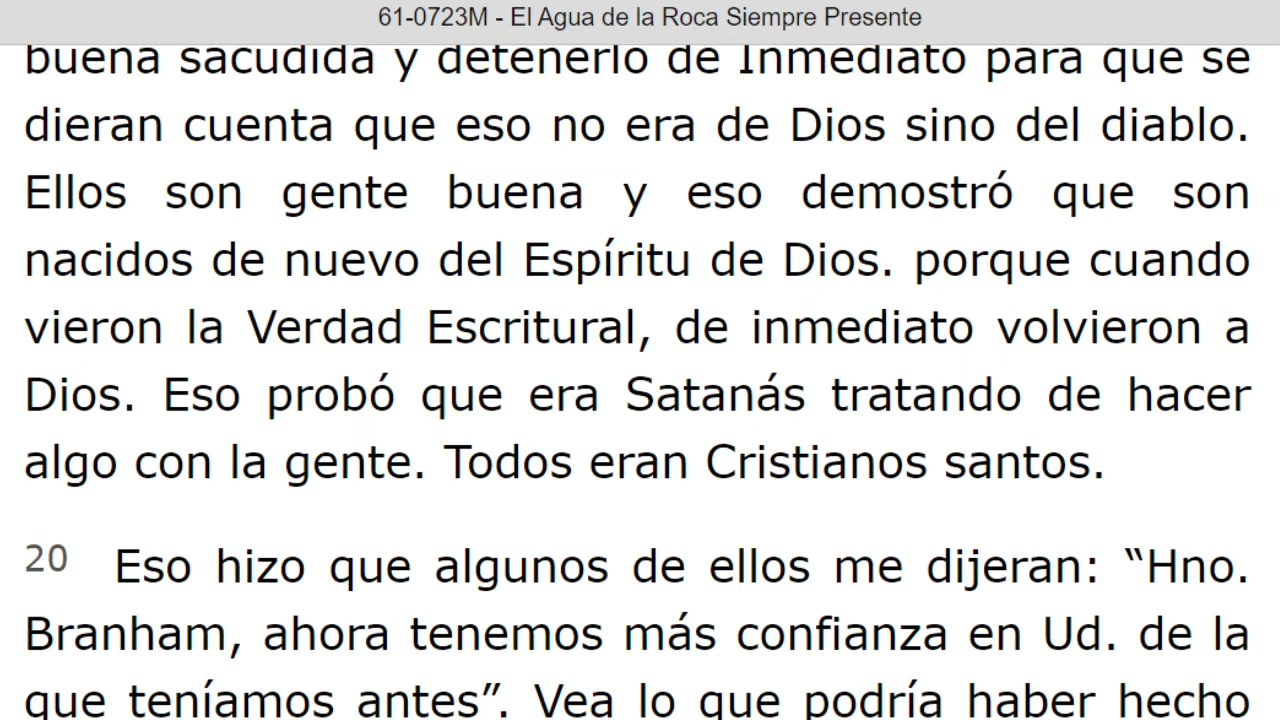 61-0723M - El Agua de la Roca Siempre Presente
buena sacudida y detenerlo de Inmediato para que se
dieran cuenta que eso no era de Dios sino del diablo.
Ellos son gente buena y eso demostró que son
nacidos de nuevo del Espíritu de Dios. porque cuando
vieron la Verdad Escritural, de inmediato volvieron a
Dios. Eso probó que era Satanás tratando de hacer
algo con la gente. Todos eran Cristianos santos.
20 Eso hizo que algunos de ellos me dijeran: “Hno.
Branham, ahora tenemos más confianza en Ud. de la
que teníamos antes”. Vea lo que podría haber hecho